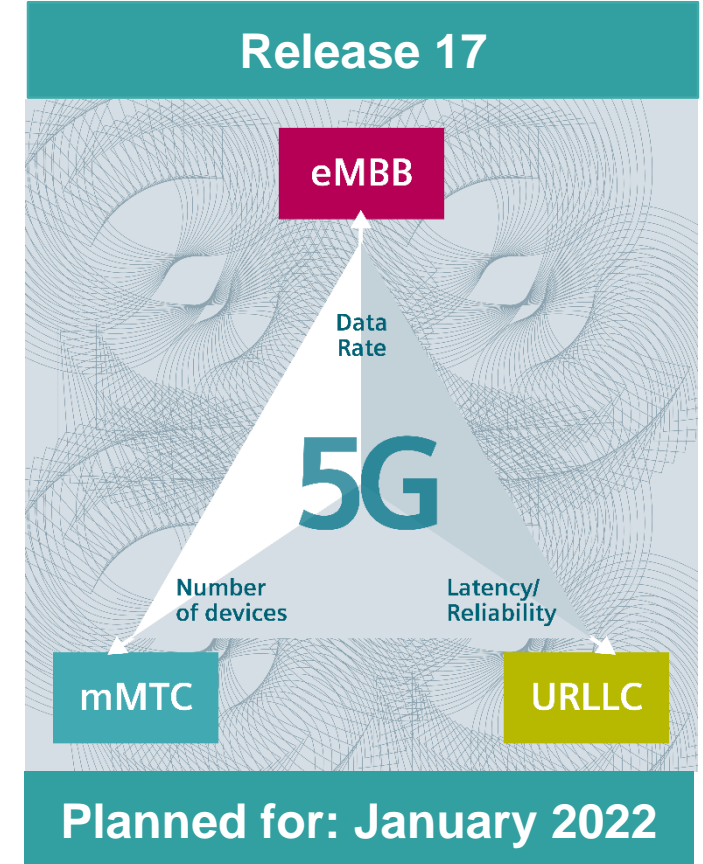 Release 17
eMBB
Data
Rate
5G
Number
of devices
Latency/
Reliability
mMTC
URLLC
Planned for: January 2022